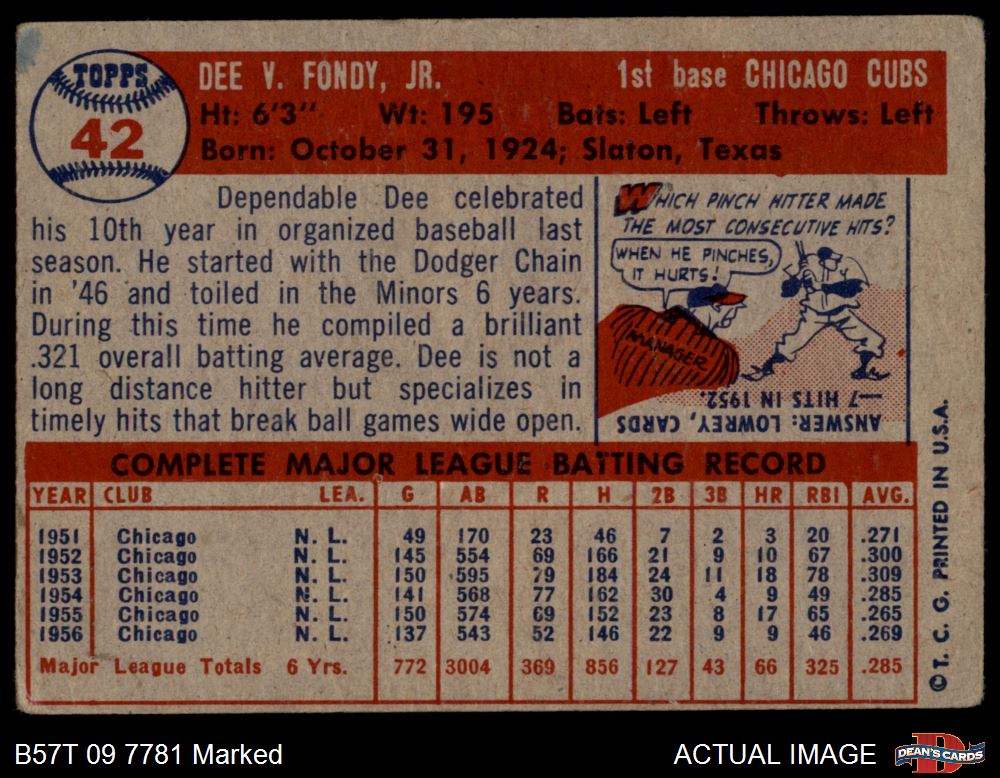 TOPPS
42
DEE V. FONDY, JR. 1st base CHICAGO CUBS
Ht: 6'3" Wt: 195 Bats: Left Throws: Left
Born: October 31, 1924; Slaton, Texas
Dependable Dee celebrated
his 10th year in organized baseball last
season. He started with the Dodger Chain
in '46 and toiled in the Minors 6 years.
During this time he compiled a brilliant
.321 overall batting average. Dee is not a
long distance hitter but specializes in
timely hits that break ball games wide open.
WHICH PINCH HITTER MADE
THE MOST CONSECUTIVE HITS?
WHEN HE PINCHES,
IT HURTS!
MANAGER
ANSWER: LOWREY, CARDS
—7 HITS IN 1952.
COMPLETE MAJOR LEAGUE BATTING RECORD
YEAR CLUB LEA. G AB R H 2B 3B HR RBI AVG.
1951 Chicago N. L. 49 170 23 46 7 2 3 20 .271
1952 Chicago N. L. 145 554 69 166 21 9 10 67 .300
1953 Chicago N. L. 150 595 79 184 24 11 18 78 .309
1954 Chicago N. L. 141 568 77 162 30 4 9 49 .285
1955 Chicago N. L. 150 574 69 152 23 8 17 65 .265
1956 Chicago N. L. 137 543 52 146 22 9 9 46 .269
Major League Totals 6 Yrs. 772 3004 369 856 127 43 66 325 .285
© T. C. G. PRINTED IN U.S.A.
B57T 09 7781 Marked ACTUAL IMAGE
DEAN'S CARDS